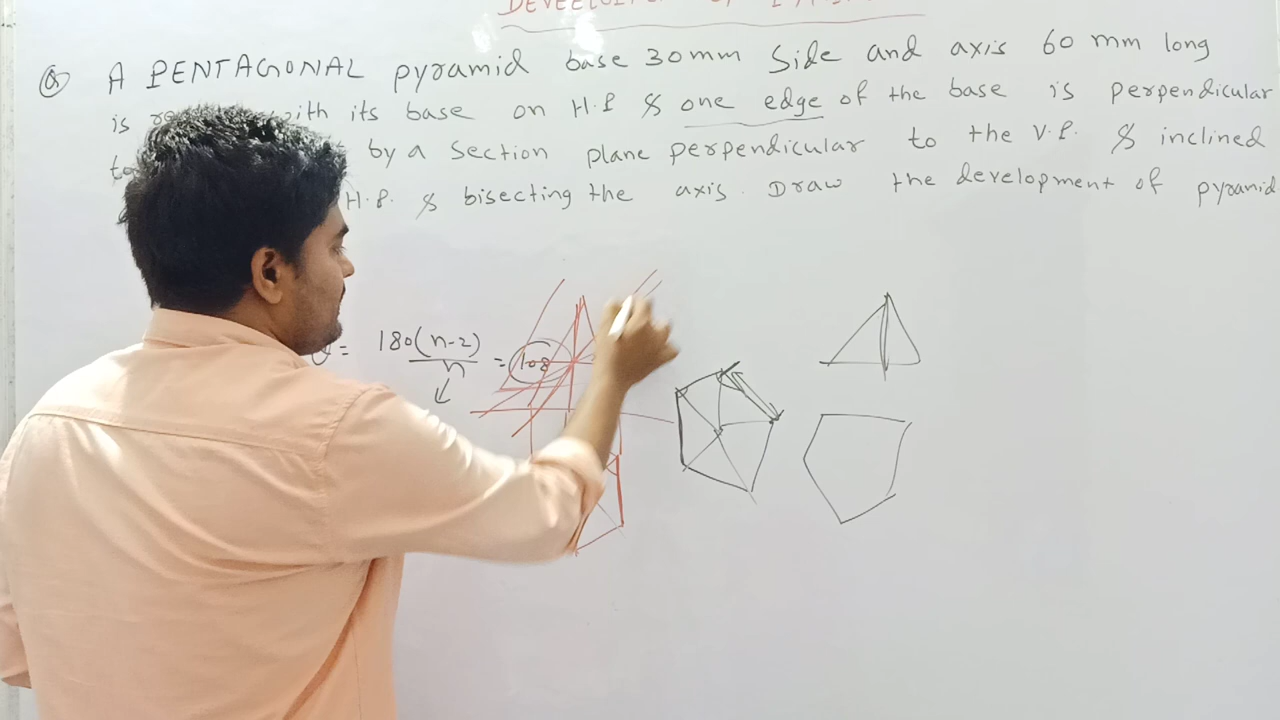 DEVELOPMENT OF
Q A PENTAGONAL pyramid base 30mm Side and axis 60 mm long
is with its base on H.P & one edge of the base is perpendicular
by a section plane perpendicular to the V.P. & inclined
H.P. & bisecting the axis. Draw the development of pyramid
= 180(n-2)
n
= 108